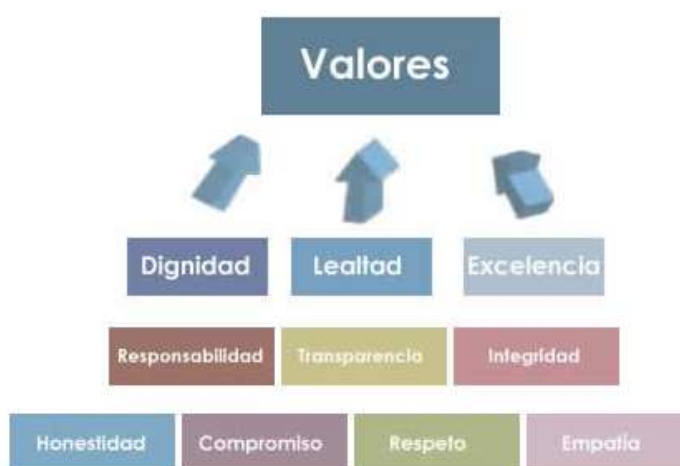 Valores
Dignidad Lealtad Excelencia
Responsabilidad Transparencia Integridad
Honestidad Compromiso Respeto Empatía